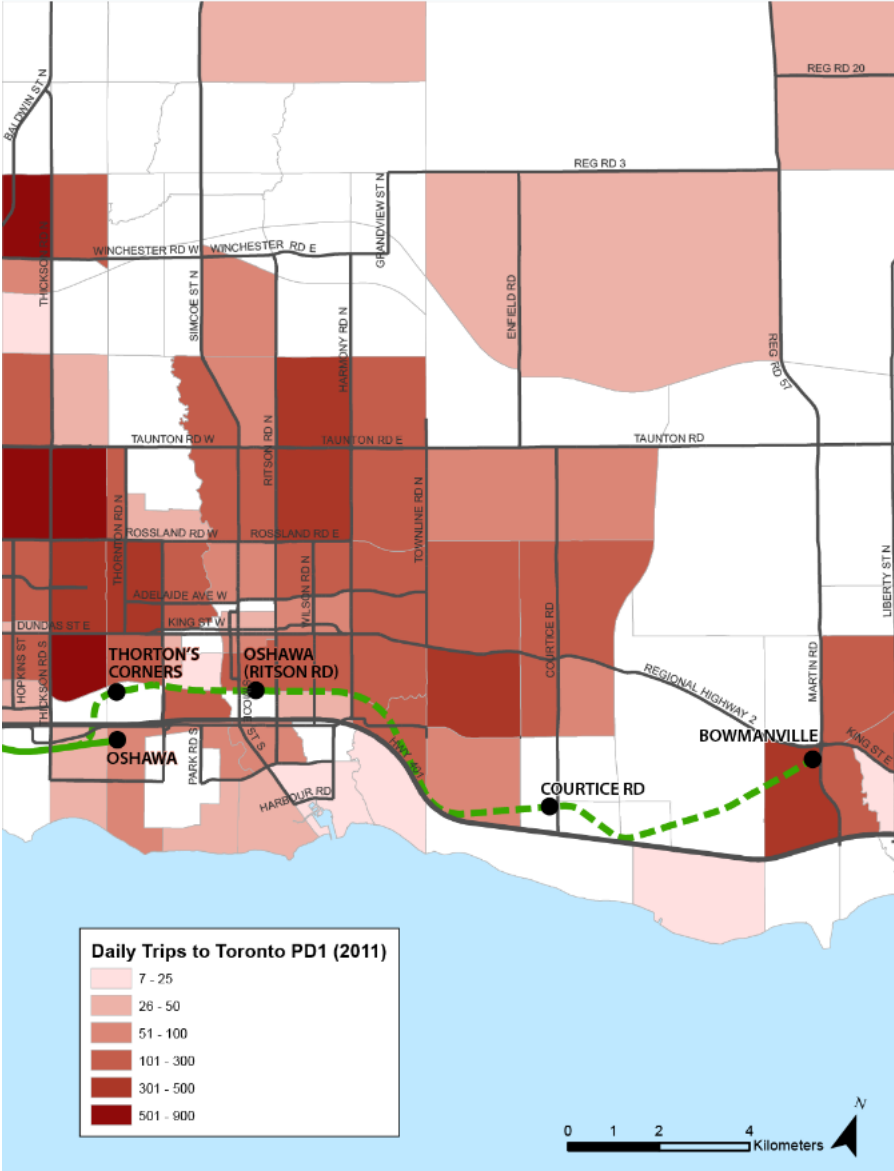 BALDWIN ST N
REG RD 20
REG RD 3
GRANDVIEW ST N
WINCHESTER RD W
WINCHESTER RD E
SIMCOE ST N
HARMONY RD N
ENFIELD RD
REG RD 57
TAUNTON RD W
TAUNTON RD E
TAUNTON RD
RITSON RD N
THORNTON RD N
TOWNLINE RD N
ROSSLAND RD W
ROSSLAND RD E
WILSON RD N
ADELAIDE AVE W
KING ST W
DUNDAS ST E
HOPKINS ST
THICKSON RD S
COURTICE RD
LIBERTY ST N
MARTIN RD
REGIONAL HIGHWAY 2
THORTON'S
CORNERS
OSHAWA
(RITSON RD)
OSHAWA
PARK RD S
ST S
HARBOUR RD
HWY 401
COURTICE RD
BOWMANVILLE
KING ST E
Daily Trips to Toronto PD1 (2011)
7 - 25
26 - 50
51 - 100
101 - 300
301 - 500
501 - 900
N
0 1 2 4
Kilometers